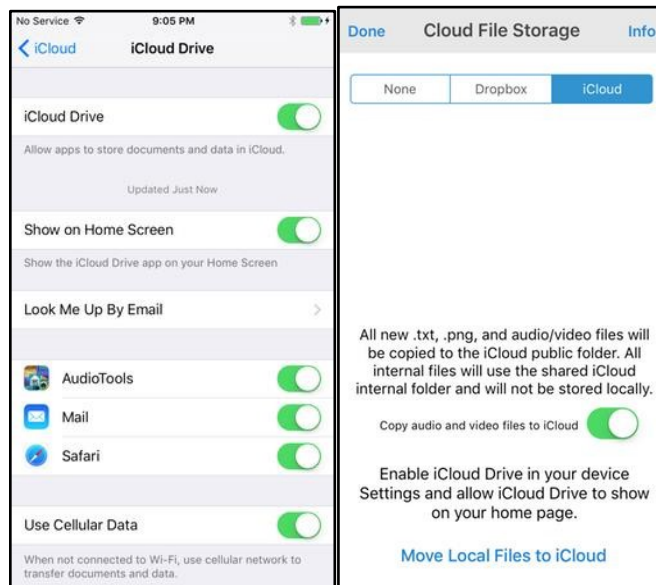 No Service 9:05 PM
iCloud iCloud Drive
iCloud Drive
Allow apps to store documents and data in iCloud.
Updated Just Now
Show on Home Screen
Show the iCloud Drive app on your Home Screen
Look Me Up By Email
AudioTools
Mail
Safari
Use Cellular Data
When not connected to Wi-Fi, use cellular network to
transfer documents and data.
Done Cloud File Storage Info
None Dropbox iCloud
All new .txt, .png, and audio/video files will
be copied to the iCloud public folder. All
internal files will use the shared iCloud
internal folder and will not be stored locally.
Copy audio and video files to iCloud
Enable iCloud Drive in your device
Settings and allow iCloud Drive to show
on your home page.
Move Local Files to iCloud